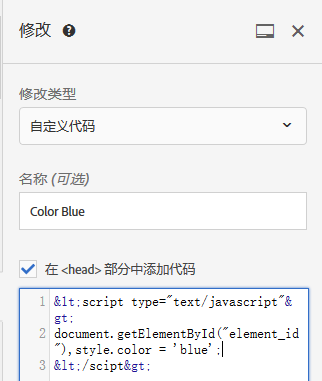 修改
修改类型
自定义代码
名称 (可选)
Color Blue
在 <head> 部分中添加代码
1 &lt;script type="text/javascript"&
gt;
2 document.getElementById("element_id
"),style.color = 'blue';
3 &lt;/scipt&gt;